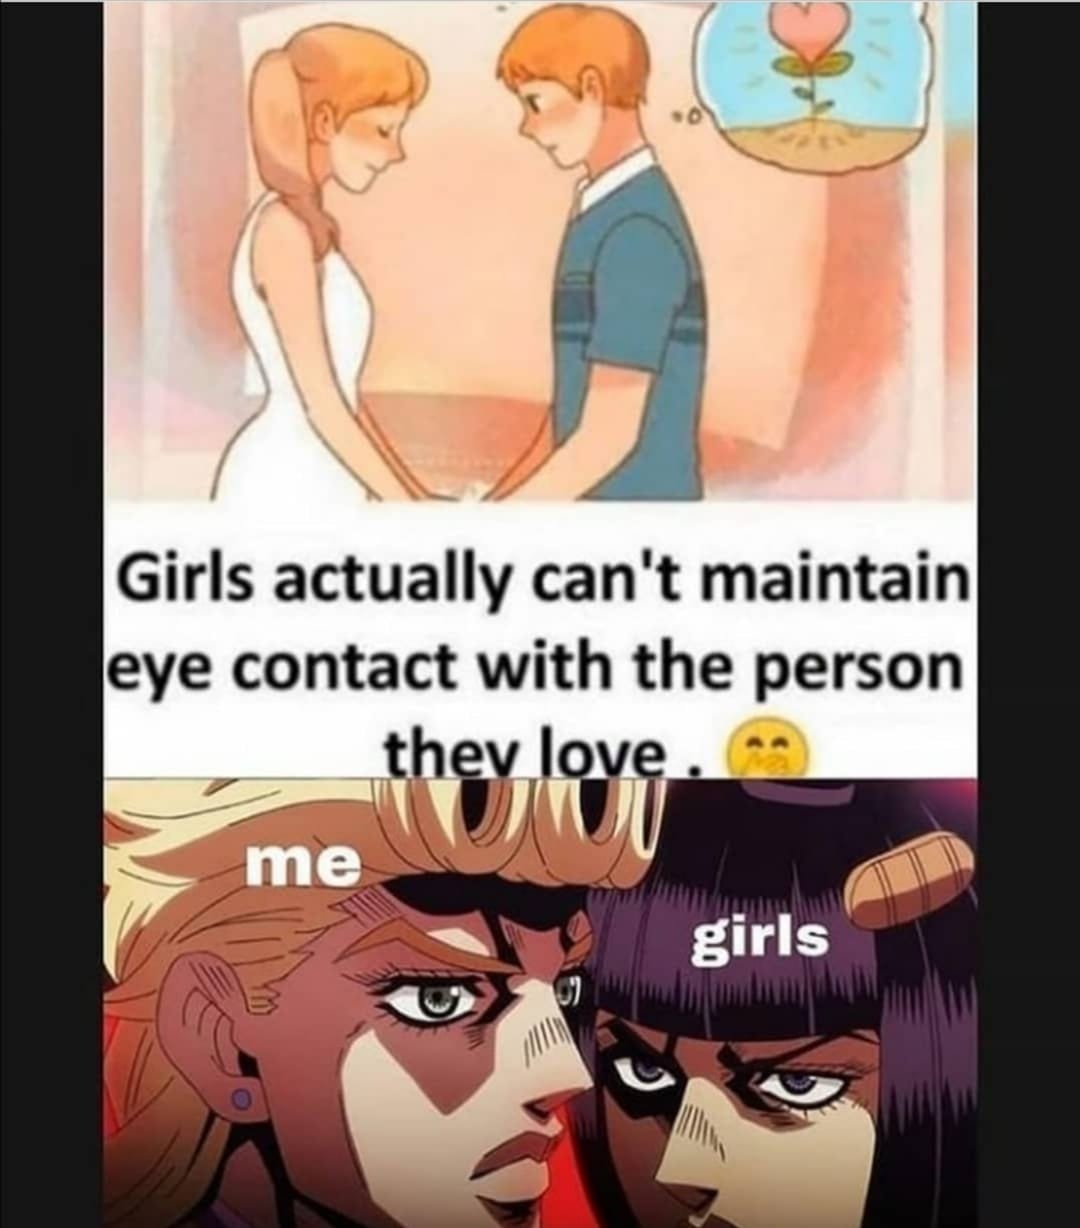 Girls actually can't maintain
eye contact with the person
they love .
me
girls